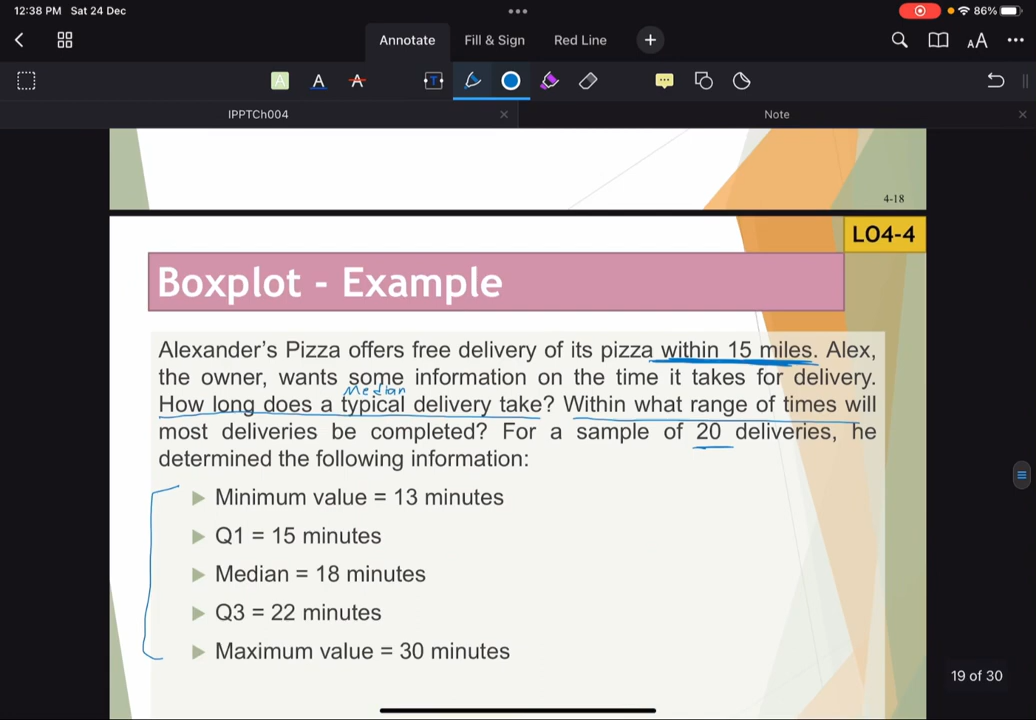 12:38 PM Sat 24 Dec
86%
Annotate Fill & Sign Red Line
IPPTCh004
Note
4-18
LO4-4
Boxplot - Example
Alexander's Pizza offers free delivery of its pizza within 15 miles. Alex,
the owner, wants some information on the time it takes for delivery.
Median
How long does a typical delivery take? Within what range of times will
most deliveries be completed? For a sample of 20 deliveries, he
determined the following information:
Minimum value = 13 minutes
Q1 = 15 minutes
Median = 18 minutes
Q3 = 22 minutes
Maximum value = 30 minutes
19 of 30